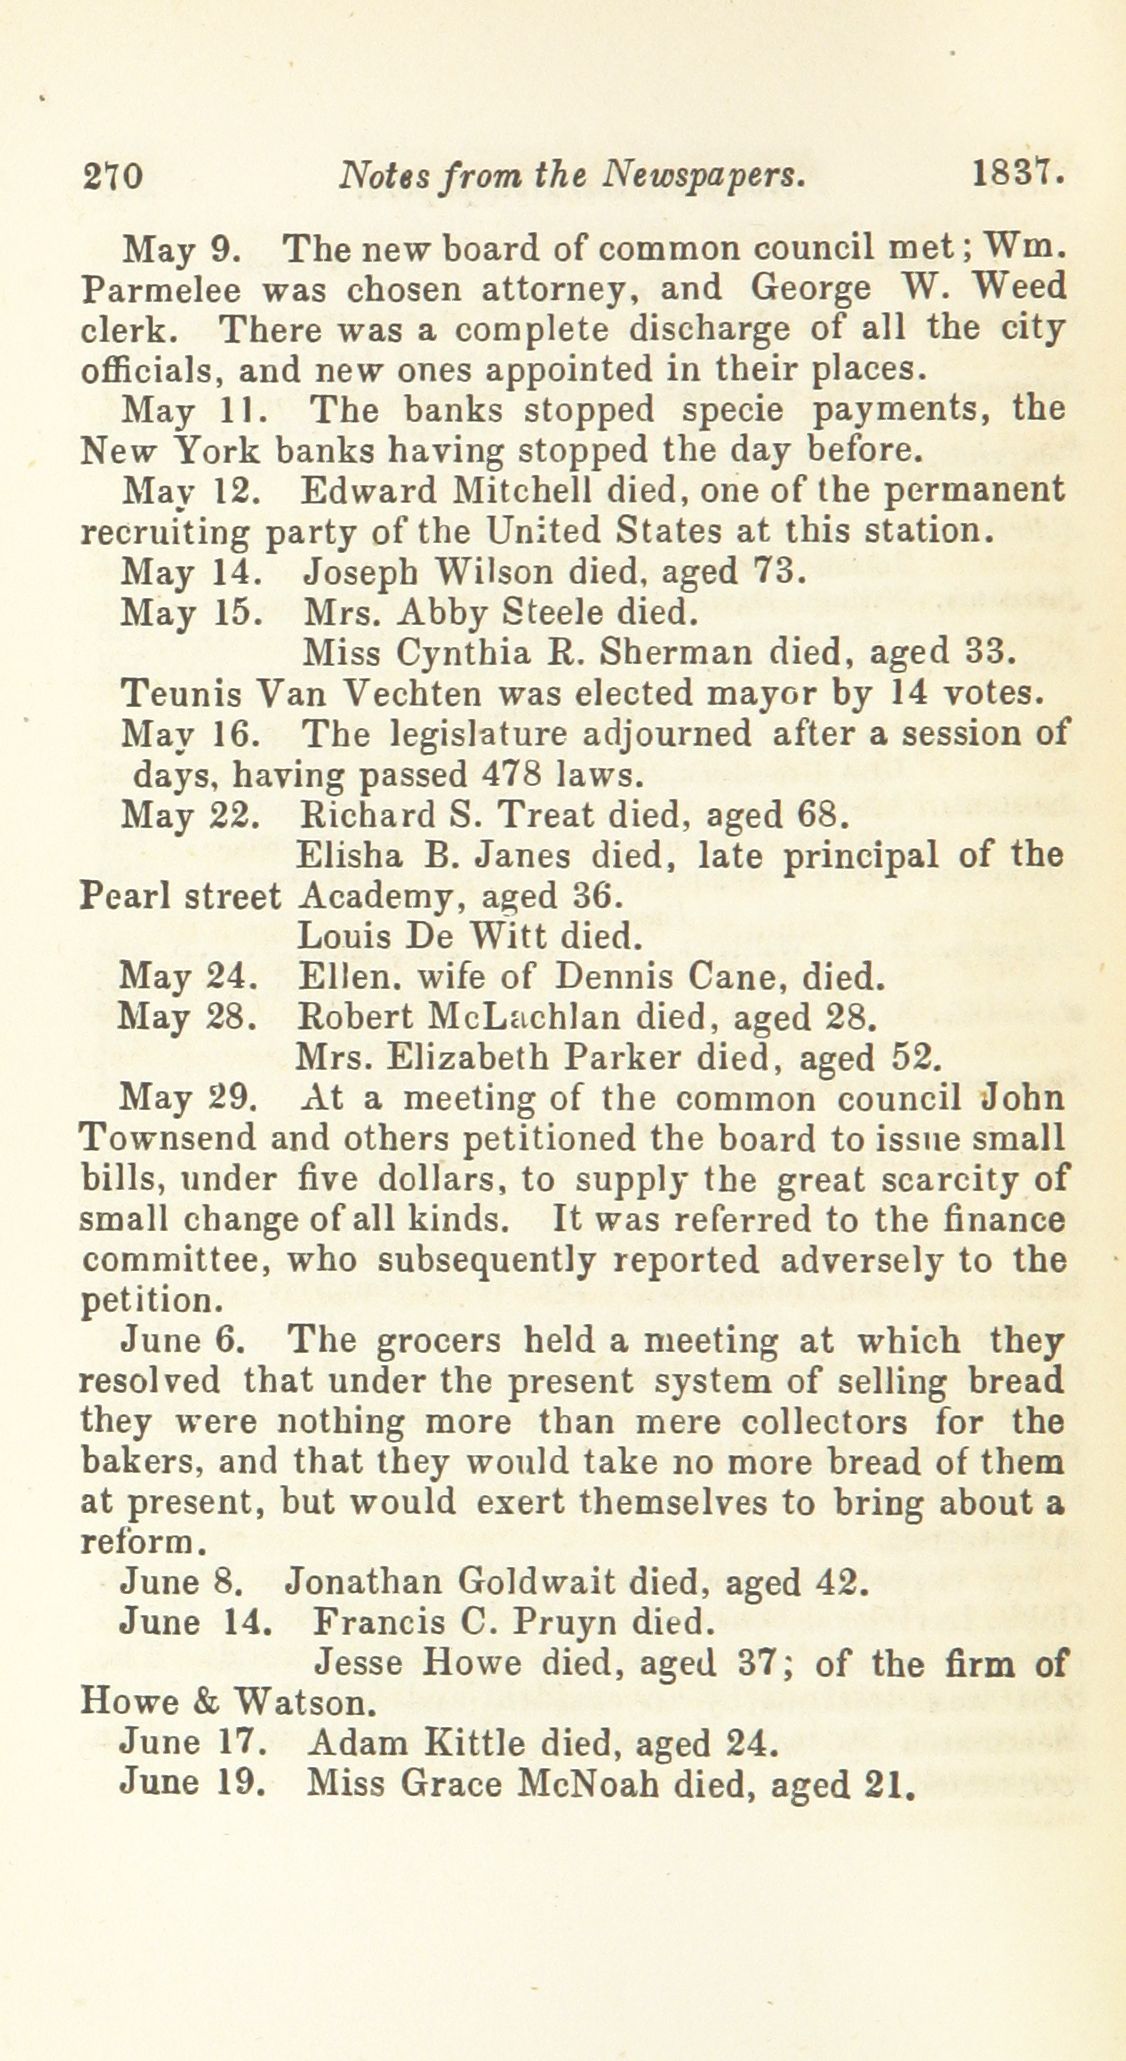 270 Notes from the Newspapers. 1837.
May 9. The new board of common council met; Wm.
Parmelee was chosen attorney, and George W. Weed
clerk. There was a complete discharge of all the city
officials, and new ones appointed in their places.
May 11. The banks stopped specie payments, the
New York banks having stopped the day before.
May 12. Edward Mitchell died, one of the permanent
recruiting party of the United States at this station.
May 14. Joseph Wilson died, aged 73.
May 15. Mrs. Abby Steele died.
Miss Cynthia R. Sherman died, aged 33.
Teunis Van Vechten was elected mayor by 14 votes.
May 16. The legislature adjourned after a session of
days, having passed 478 laws.
May 22. Richard S. Treat died, aged 68.
Elisha B. Janes died, late principal of the
Pearl street Academy, aged 36.
Louis De Witt died.
May 24. Ellen. wife of Dennis Cane, died.
May 28. Robert McLachlan died, aged 28.
Mrs. Elizabeth Parker died, aged 52.
May 29. At a meeting of the common council John
Townsend and others petitioned the board to issue small
bills, under five dollars, to supply the great scarcity of
small change of all kinds. It was referred to the finance
committee, who subsequently reported adversely to the
petition.
June 6. The grocers held a meeting at which they
resolved that under the present system of selling bread
they were nothing more than mere collectors for the
bakers, and that they would take no more bread of them
at present, but would exert themselves to bring about a
reform.
June 8. Jonathan Goldwait died, aged 42.
June 14. Francis C. Pruyn died.
Jesse Howe died, aged 37; of the firm of
Howe & Watson.
June 17. Adam Kittle died, aged 24.
June 19. Miss Grace McNoah died, aged 21.